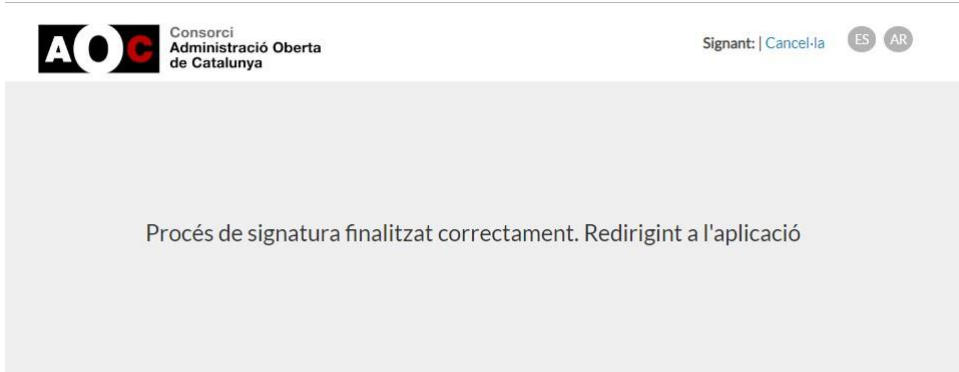 AOC
Consorci
Administració Oberta
de Catalunya
Signant: | Cancel·la ES AR
Procés de signatura finalitzat correctament. Redirigint a l'aplicació